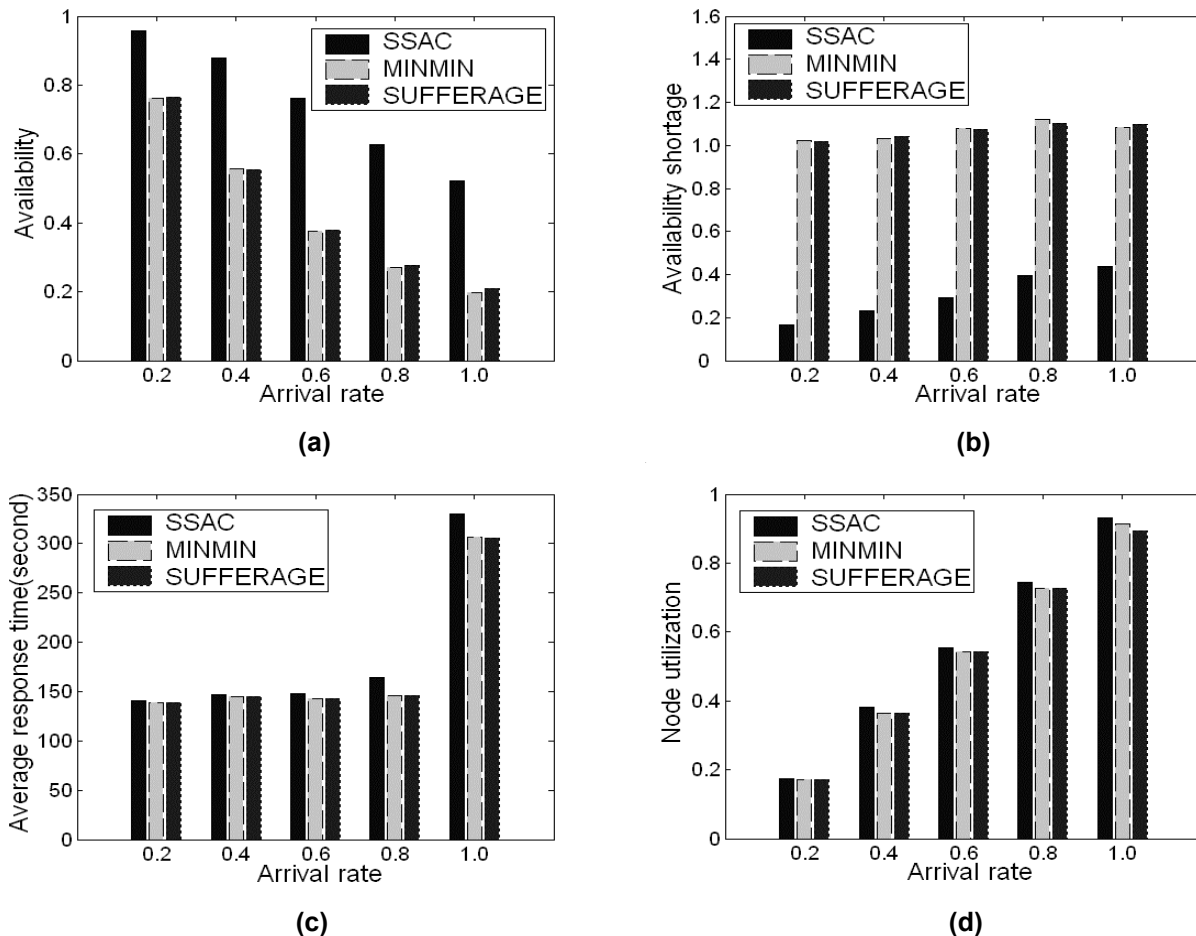 1
0.8
0.6
0.4
0.2
0
Availability
SSAC
MINMIN
SUFFERAGE
0.2 0.4 0.6 0.8 1.0
Arrival rate
(a)
1.6
1.4
1.2
1.0
0.8
0.6
0.4
0.2
0
Availability shortage
SSAC
MINMIN
SUFFERAGE
0.2 0.4 0.6 0.8 1.0
Arrival rate
(b)
350
300
250
200
150
100
50
0
Average response time(second)
SSAC
MINMIN
SUFFERAGE
0.2 0.4 0.6 0.8 1.0
Arrival rate
(c)
1
0.8
0.6
0.4
0.2
0
Node utilization
SSAC
MINMIN
SUFFERAGE
0.2 0.4 0.6 0.8 1.0
Arrival rate
(d)